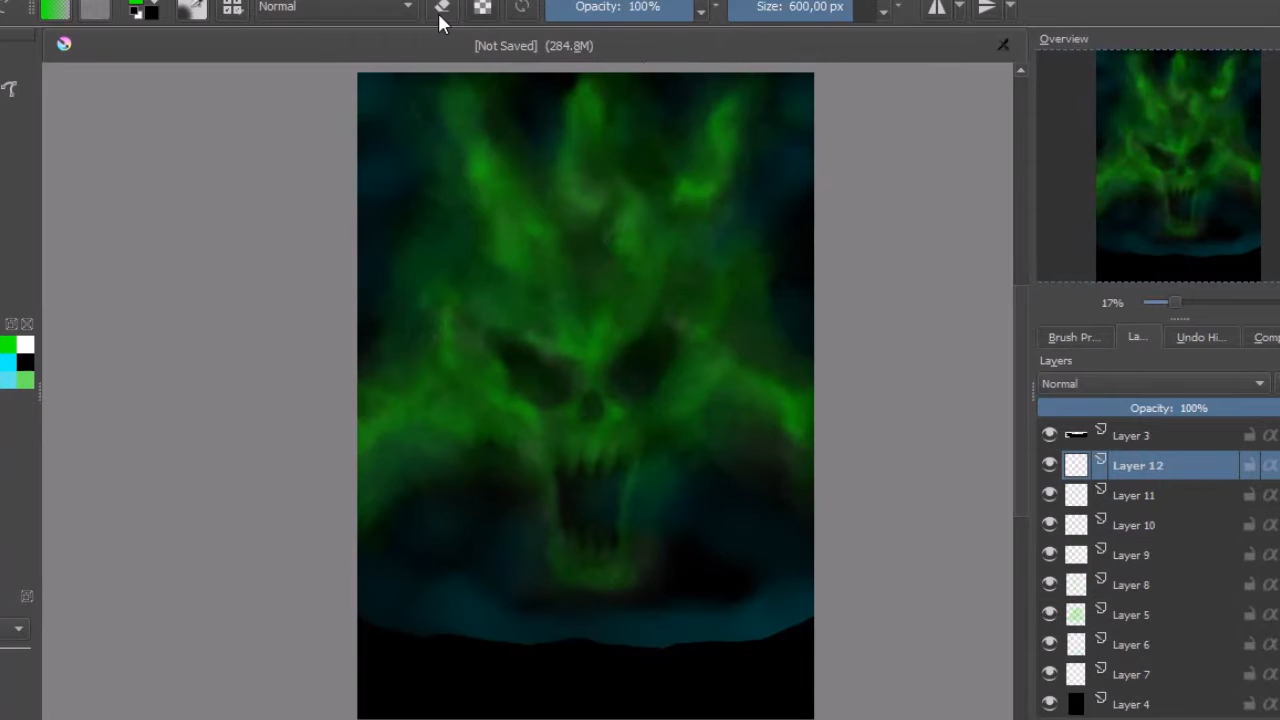 Normal
Opacity: 100%
Size: 600,00 px
[Not Saved] (284.8M)
Overview
17%
Brush Pr...
La...
Undo Hi...
Comp
Layers
Normal
Opacity: 100%
Layer 3
Layer 12
Layer 11
Layer 10
Layer 9
Layer 8
Layer 5
Layer 6
Layer 7
Layer 4